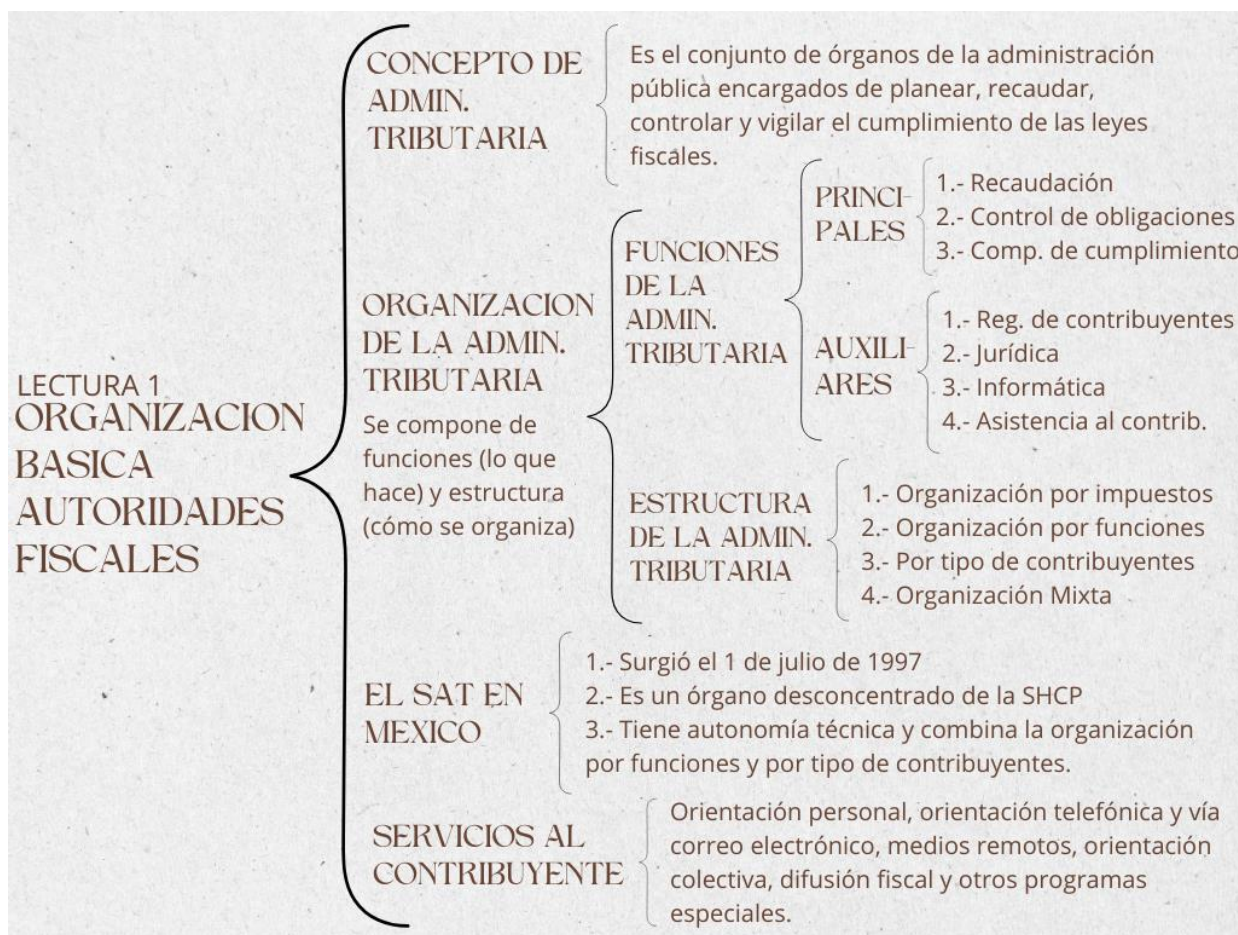 CONCEPTO DE
ADMIN.
TRIBUTARIA
Es el conjunto de órganos de la administración
pública encargados de planear, recaudar,
controlar y vigilar el cumplimiento de las leyes
fiscales.
LECTURA 1
ORGANIZACION
BASICA
AUTORIDADES
FISCALES
ORGANIZACION
DE LA ADMIN.
TRIBUTARIA
Se compone de
funciones (lo que
hace) y estructura
(cómo se organiza)
FUNCIONES
DE LA
ADMIN.
TRIBUTARIA
PRINCI-
PALES
1.- Recaudación
2.- Control de obligaciones
3.- Comp. de cumplimiento
AUXILI-
ARES
1.- Reg. de contribuyentes
2.- Jurídica
3.- Informática
4.- Asistencia al contrib.
ESTRUCTURA
DE LA ADMIN.
TRIBUTARIA
1.- Organización por impuestos
2.- Organización por funciones
3.- Por tipo de contribuyentes
4.- Organización Mixta
EL SAT EN
MEXICO
1.- Surgió el 1 de julio de 1997
2.- Es un órgano desconcentrado de la SHCP
3.- Tiene autonomía técnica y combina la organización
por funciones y por tipo de contribuyentes.
SERVICIOS AL
CONTRIBUYENTE
Orientación personal, orientación telefónica y vía
correo electrónico, medios remotos, orientación
colectiva, difusión fiscal y otros programas
especiales.